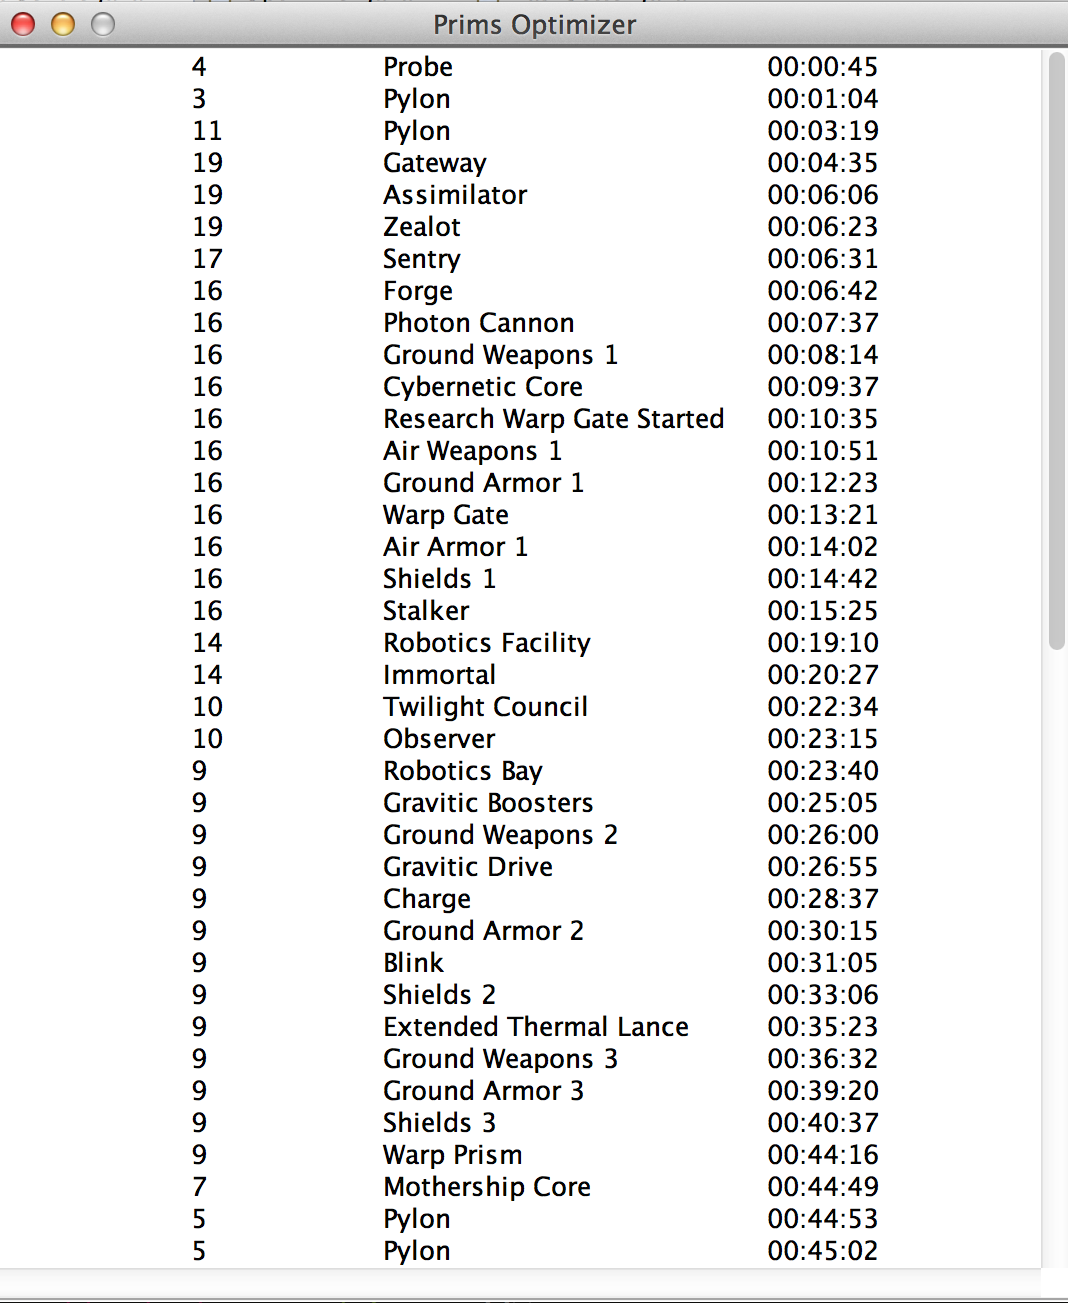 Prims Optimizer
4 Probe 00:00:45
3 Pylon 00:01:04
11 Pylon 00:03:19
19 Gateway 00:04:35
19 Assimilator 00:06:06
19 Zealot 00:06:23
17 Sentry 00:06:31
16 Forge 00:06:42
16 Photon Cannon 00:07:37
16 Ground Weapons 1 00:08:14
16 Cybernetic Core 00:09:37
16 Research Warp Gate Started 00:10:35
16 Air Weapons 1 00:10:51
16 Ground Armor 1 00:12:23
16 Warp Gate 00:13:21
16 Air Armor 1 00:14:02
16 Shields 1 00:14:42
16 Stalker 00:15:25
14 Robotics Facility 00:19:10
14 Immortal 00:20:27
10 Twilight Council 00:22:34
10 Observer 00:23:15
9 Robotics Bay 00:23:40
9 Gravitic Boosters 00:25:05
9 Ground Weapons 2 00:26:00
9 Gravitic Drive 00:26:55
9 Charge 00:28:37
9 Ground Armor 2 00:30:15
9 Blink 00:31:05
9 Shields 2 00:33:06
9 Extended Thermal Lance 00:35:23
9 Ground Weapons 3 00:36:32
9 Ground Armor 3 00:39:20
9 Shields 3 00:40:37
9 Warp Prism 00:44:16
7 Mothership Core 00:44:49
5 Pylon 00:44:53
5 Pylon 00:45:02